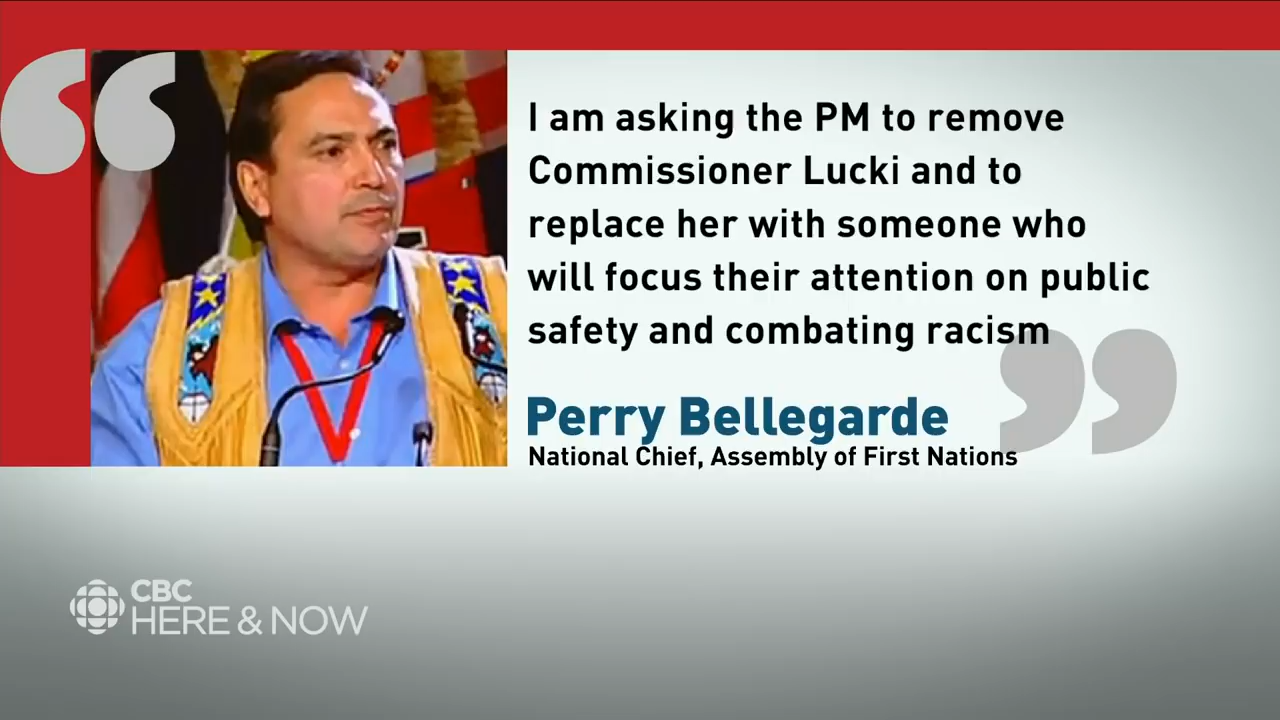 I am asking the PM to remove
Commissioner Lucki and to
replace her with someone who
will focus their attention on public
safety and combating racism
Perry Bellegarde
National Chief, Assembly of First Nations
CBC
HERE & NOW